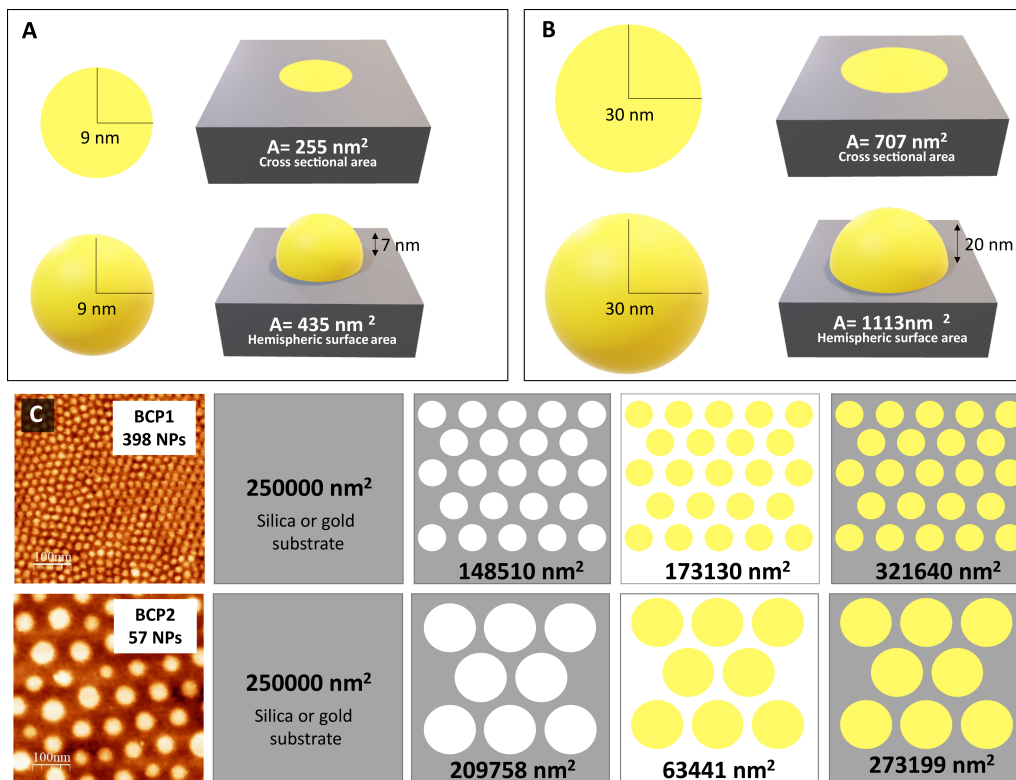 A
9 nm
A= 255 nm²
Cross sectional area
9 nm
7 nm
A= 435 nm ²
Hemispheric surface area
B
30 nm
A= 707 nm²
Cross sectional area
30 nm
20 nm
A= 1113nm ²
Hemispheric surface area
C
BCP1
398 NPs
100nm
250000 nm²
Silica or gold
substrate
148510 nm²
173130 nm²
321640 nm²
BCP2
57 NPs
100nm
250000 nm²
Silica or gold
substrate
209758 nm²
63441 nm²
273199 nm²